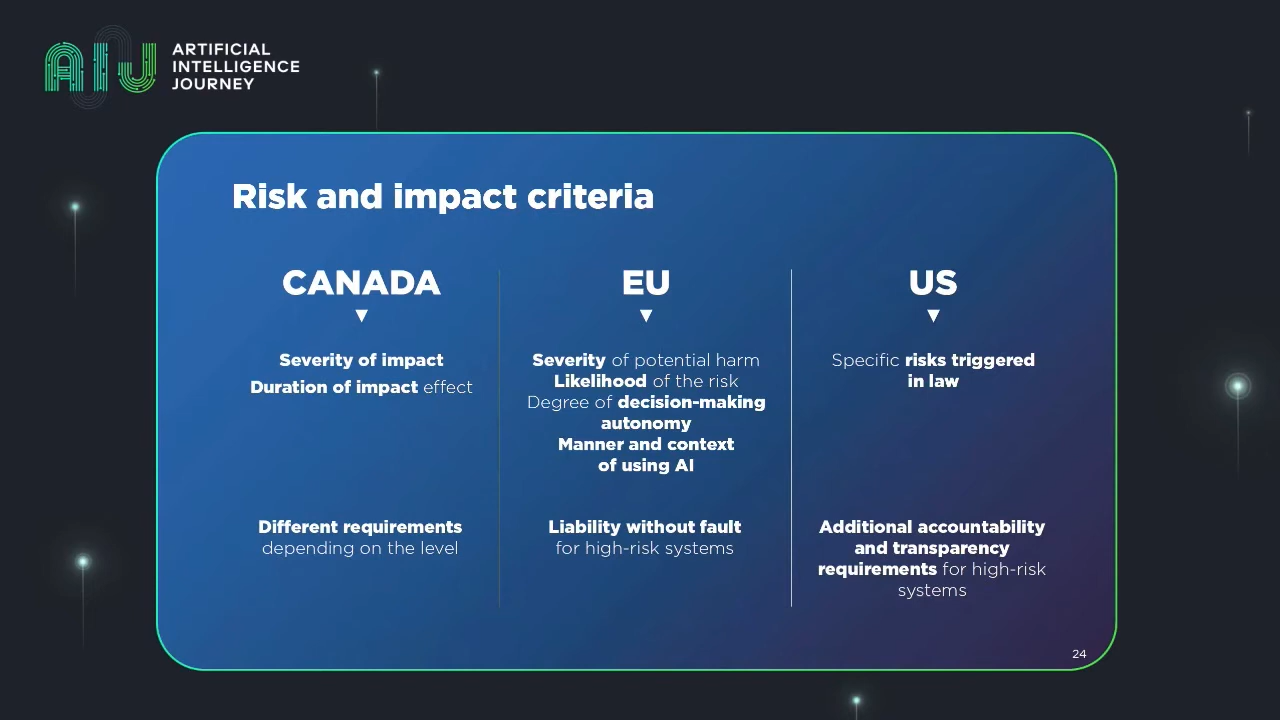 ARTIFICIAL
INTELLIGENCE
JOURNEY
Risk and impact criteria
CANADA
Severity of impact
Duration of impact effect
Different requirements
depending on the level
EU
Severity of potential harm
Likelihood of the risk
Degree of decision-making
autonomy
Manner and context
of using AI
Liability without fault
for high-risk systems
US
Specific risks triggered
in law
Additional accountability
and transparency
requirements for high-risk
systems
24